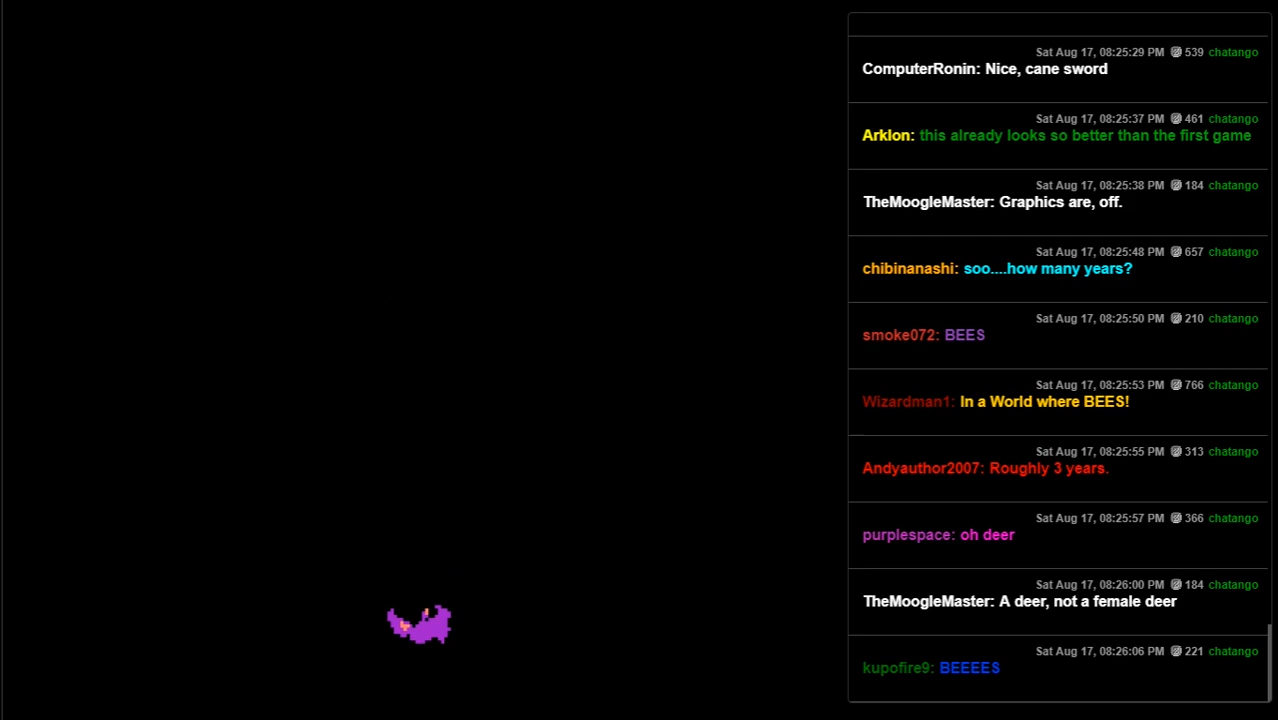 Sat Aug 17, 08:25:29 PM 539 chatango
ComputerRonin: Nice, cane sword
Sat Aug 17, 08:25:37 PM 461 chatango
Arklon: this already looks so better than the first game
Sat Aug 17, 08:25:38 PM 184 chatango
TheMoogleMaster: Graphics are, off.
Sat Aug 17, 08:25:48 PM 657 chatango
chibinanashi: soo....how many years?
Sat Aug 17, 08:25:50 PM 210 chatango
smoke072: BEES
Sat Aug 17, 08:25:53 PM 766 chatango
Wizardman1: In a World where BEES!
Sat Aug 17, 08:25:55 PM 313 chatango
Andyauthor2007: Roughly 3 years.
Sat Aug 17, 08:25:57 PM 366 chatango
purplespace: oh deer
Sat Aug 17, 08:26:00 PM 184 chatango
TheMoogleMaster: A deer, not a female deer
Sat Aug 17, 08:26:06 PM 221 chatango
kupofire9: BEEEES